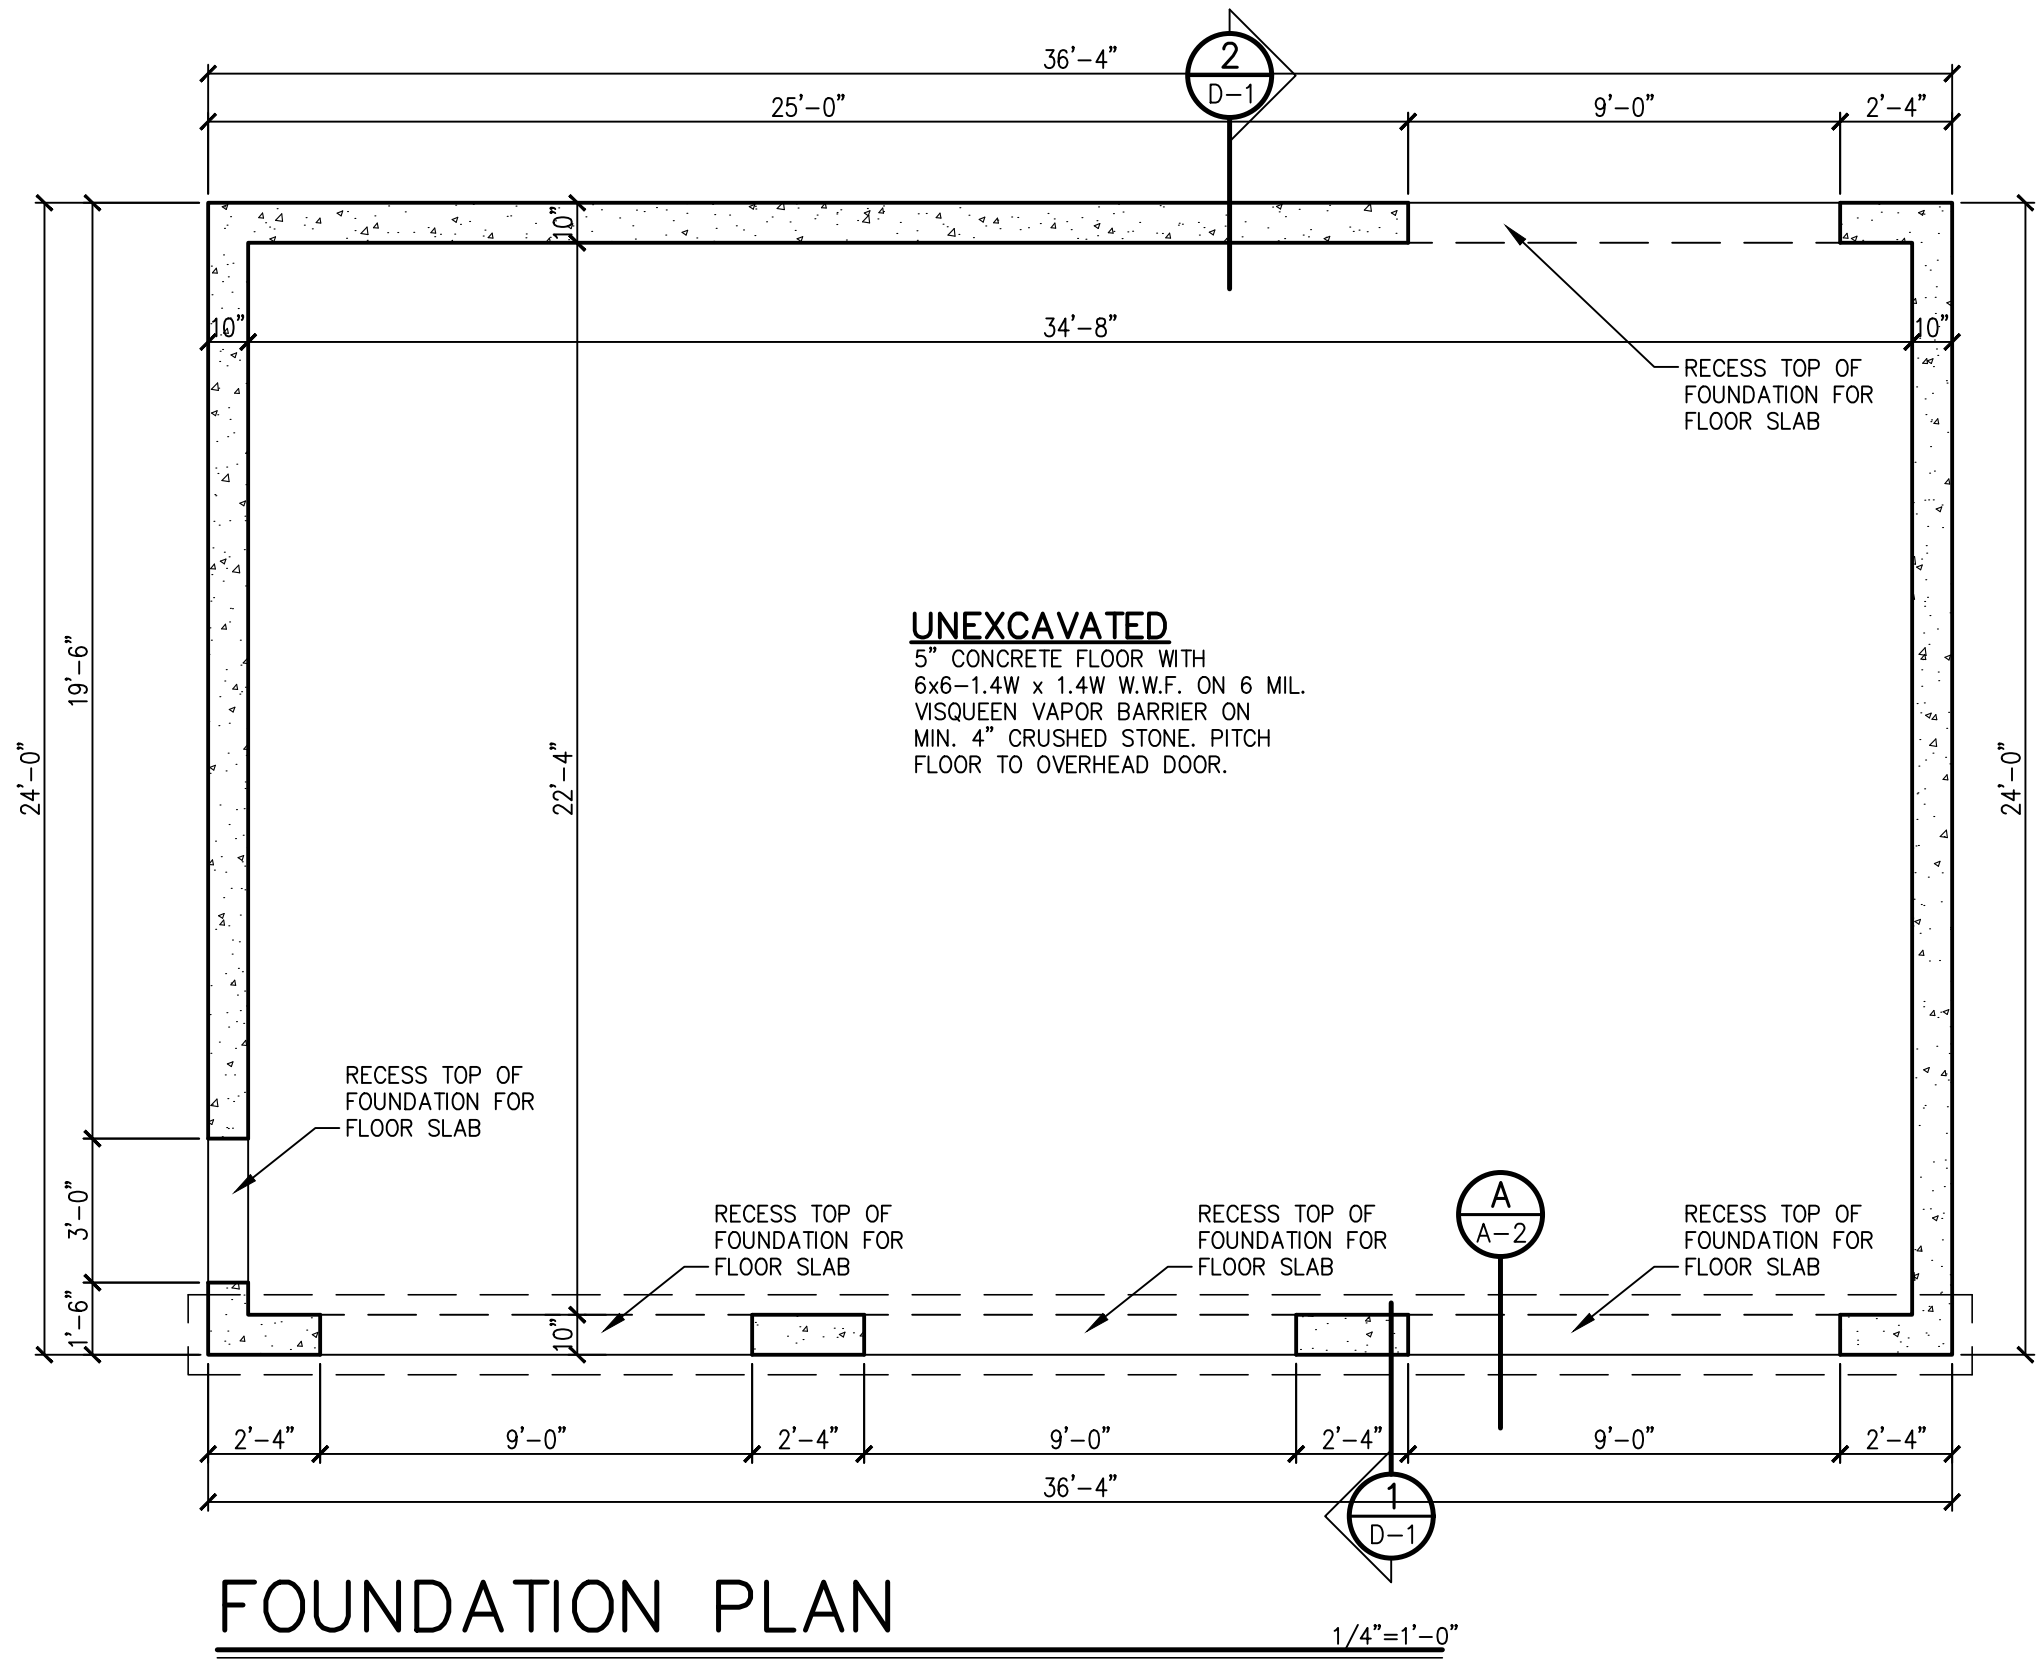 36'-4"
2
D-1
25'-0"
9'-0"
2'-4"
10"
10"
34'-8"
10"
RECESS TOP OF
FOUNDATION FOR
FLOOR SLAB
UNEXCAVATED
5" CONCRETE FLOOR WITH
6x6-1.4W x 1.4W W.W.F. ON 6 MIL.
VISQUEEN VAPOR BARRIER ON
MIN. 4" CRUSHED STONE. PITCH
FLOOR TO OVERHEAD DOOR.
19'-6"
24'-0"
22'-4"
24'-0"
RECESS TOP OF
FOUNDATION FOR
FLOOR SLAB
3'-0"
1'-6"
10"
RECESS TOP OF
FOUNDATION FOR
FLOOR SLAB
RECESS TOP OF
FOUNDATION FOR
FLOOR SLAB
A
A-2
RECESS TOP OF
FOUNDATION FOR
FLOOR SLAB
2'-4"
9'-0"
2'-4"
9'-0"
2'-4"
9'-0"
2'-4"
36'-4"
1
D-1
FOUNDATION PLAN
1/4"=1'-0"